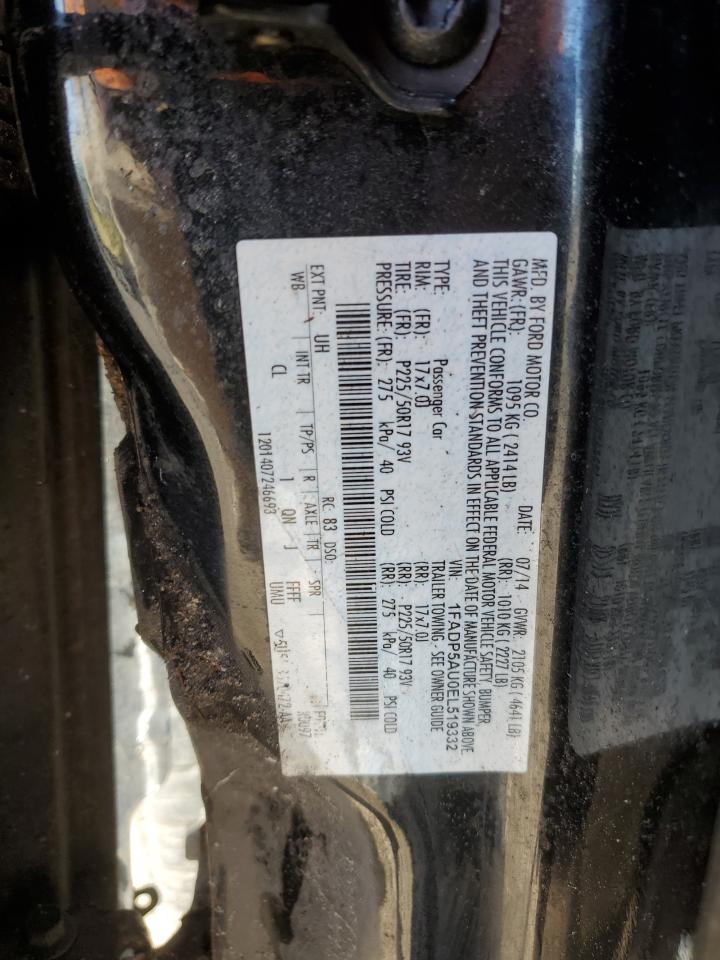 MFD. BY FORD MOTOR CO.
DATE: 07/14 GVWR: 2105 KG (4641 LB)
GAWR: (FR): 1095 KG (2414 LB) (RR): 1010 KG (2227 LB)
THIS VEHICLE CONFORMS TO ALL APPLICABLE FEDERAL MOTOR VEHICLE SAFETY, BUMPER,
AND THEFT PREVENTION STANDARDS IN EFFECT ON THE DATE OF MANUFACTURE SHOWN ABOVE
VIN: 1FADP5AU0EL519332
TYPE: Passenger Car TRAILER TOWING - SEE OWNER GUIDE
RIM: (FR): 17x7.0J (RR): 17x7.0J
TIRE: (FR): P225/50R17 93V (RR): P225/50R17 93V
PRESSURE: (FR): 275 kPa/ 40 PSI COLD (RR): 275 kPa/ 40 PSI COLD
EXT PNT: UH RC: 83 DSO:
WB INT TR TP/PS R AXLE TR SPR
CL 1 QN J FFFF
1201407246693 UMU